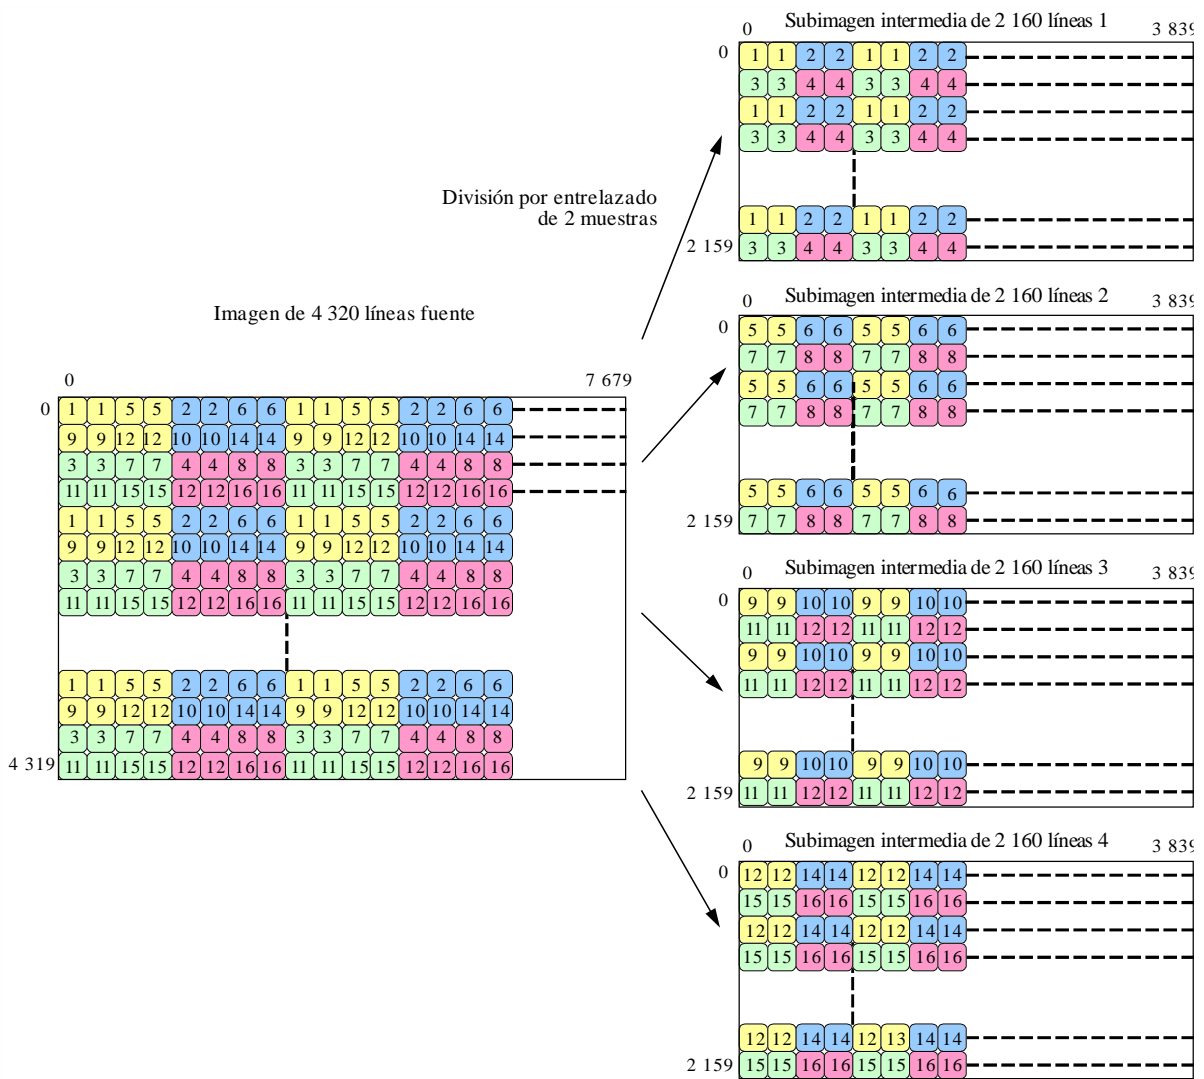 Subimagen intermedia de 2 160 líneas 1
0 3 839
0 1 1 2 2 1 1 2 2
3 3 4 4 3 3 4 4
1 1 2 2 1 1 2 2
3 3 4 4 3 3 4 4
1 1 2 2 1 1 2 2
2 159 3 3 4 4 3 3 4 4
División por entrelazado
de 2 muestras
Subimagen intermedia de 2 160 líneas 2
0 3 839
0 5 5 6 6 5 5 6 6
7 7 8 8 7 7 8 8
5 5 6 6 5 5 6 6
7 7 8 8 7 7 8 8
5 5 6 6 5 5 6 6
2 159 7 7 8 8 7 7 8 8
Imagen de 4 320 líneas fuente
0 7 679
0 1 1 5 5 2 2 6 6 1 1 5 5 2 2 6 6
9 9 12 12 10 10 14 14 9 9 12 12 10 10 14 14
3 3 7 7 4 4 8 8 3 3 7 7 4 4 8 8
11 11 15 15 12 12 16 16 11 11 15 15 12 12 16 16
1 1 5 5 2 2 6 6 1 1 5 5 2 2 6 6
9 9 12 12 10 10 14 14 9 9 12 12 10 10 14 14
3 3 7 7 4 4 8 8 3 3 7 7 4 4 8 8
11 11 15 15 12 12 16 16 11 11 15 15 12 12 16 16
1 1 5 5 2 2 6 6 1 1 5 5 2 2 6 6
9 9 12 12 10 10 14 14 9 9 12 12 10 10 14 14
3 3 7 7 4 4 8 8 3 3 7 7 4 4 8 8
4 319 11 11 15 15 12 12 16 16 11 11 15 15 12 12 16 16
Subimagen intermedia de 2 160 líneas 3
0 3 839
0 9 9 10 10 9 9 10 10
11 11 12 12 11 11 12 12
9 9 10 10 9 9 10 10
11 11 12 12 11 11 12 12
9 9 10 10 9 9 10 10
2 159 11 11 12 12 11 11 12 12
Subimagen intermedia de 2 160 líneas 4
0 3 839
0 12 12 14 14 12 12 14 14
15 15 16 16 15 15 16 16
12 12 14 14 12 12 14 14
15 15 16 16 15 15 16 16
12 12 14 14 12 13 14 14
2 159 15 15 16 16 15 15 16 16